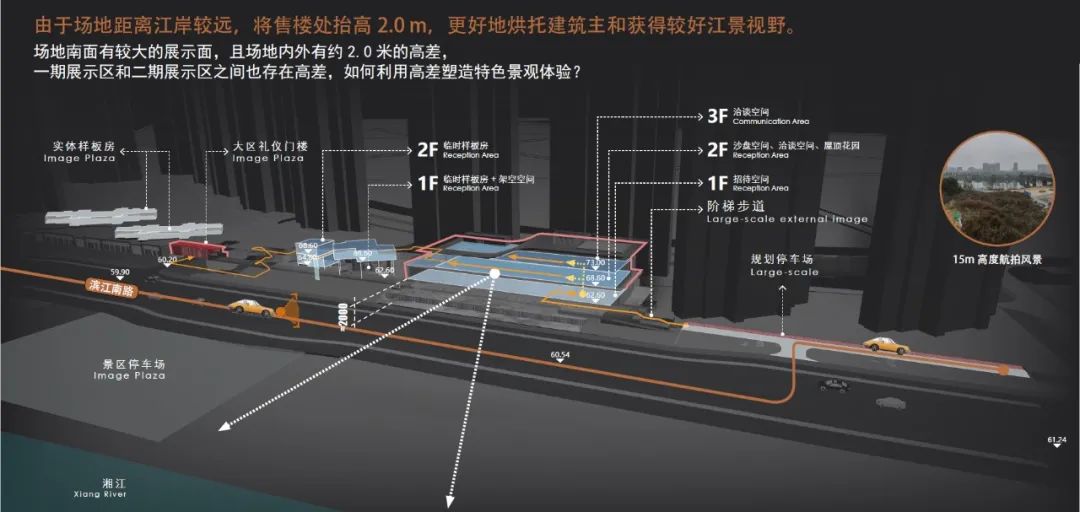 由于场地距离江岸较远，将售楼处抬高 2.0 m，更好地烘托建筑主和获得较好江景视野。
场地南面有较大的展示面，且场地内外有约 2.0 米的高差，
一期展示区和二期展示区之间也存在高差，如何利用高差塑造特色景观体验？
实体样板房
Image Plaza
大区礼仪门楼
Image Plaza
2F 临时样板房
Reception Area
1F 临时样板房 + 架空空间
Reception Area
3F 洽谈空间
Communication Area
2F 沙盘空间、洽谈空间、屋顶花园
Reception Area
1F 招待空间
Reception Area
阶梯步道
Large-scale external image
规划停车场
Large-scale
15m 高度航拍风景
68.60
62.60
60.20
73.00
68.60
62.60
59.90
滨江南路
≈2000
60.54
61.24
景区停车场
Image Plaza
湘江
Xiang River